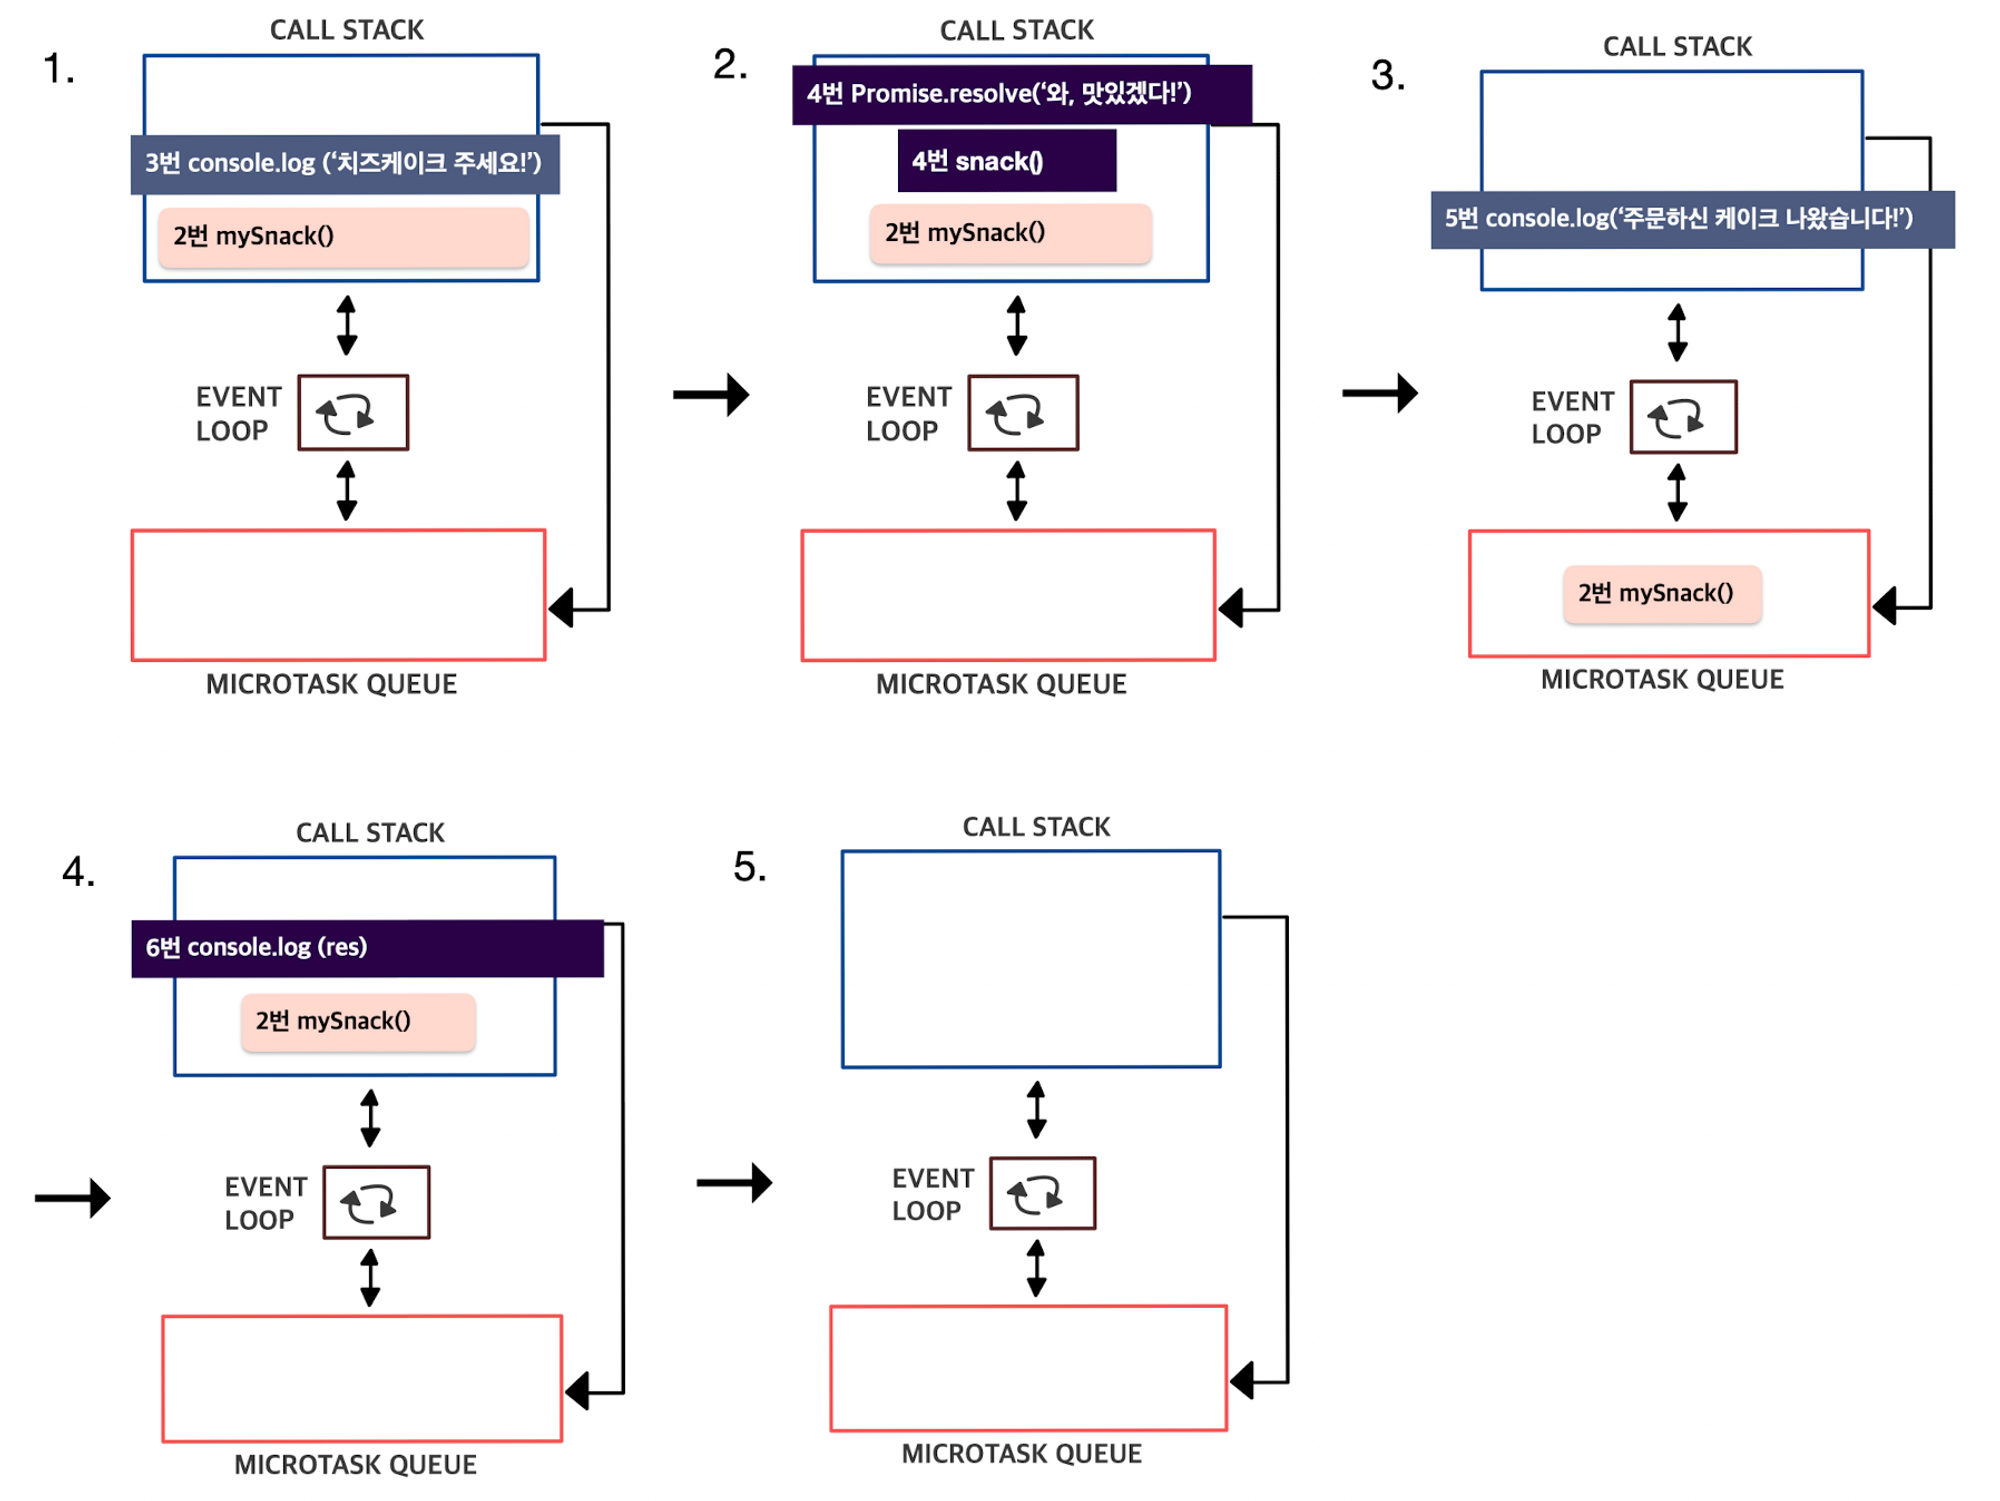 1.
CALL STACK
3번 console.log (‘치즈케이크 주세요!’)
2번 mySnack()
EVENT
LOOP
MICROTASK QUEUE
2.
CALL STACK
4번 Promise.resolve(‘와, 맛있겠다!’)
4번 snack()
2번 mySnack()
EVENT
LOOP
MICROTASK QUEUE
3.
CALL STACK
5번 console.log(‘주문하신 케이크 나왔습니다!’)
EVENT
LOOP
2번 mySnack()
MICROTASK QUEUE
4.
CALL STACK
6번 console.log (res)
2번 mySnack()
EVENT
LOOP
MICROTASK QUEUE
5.
CALL STACK
EVENT
LOOP
MICROTASK QUEUE